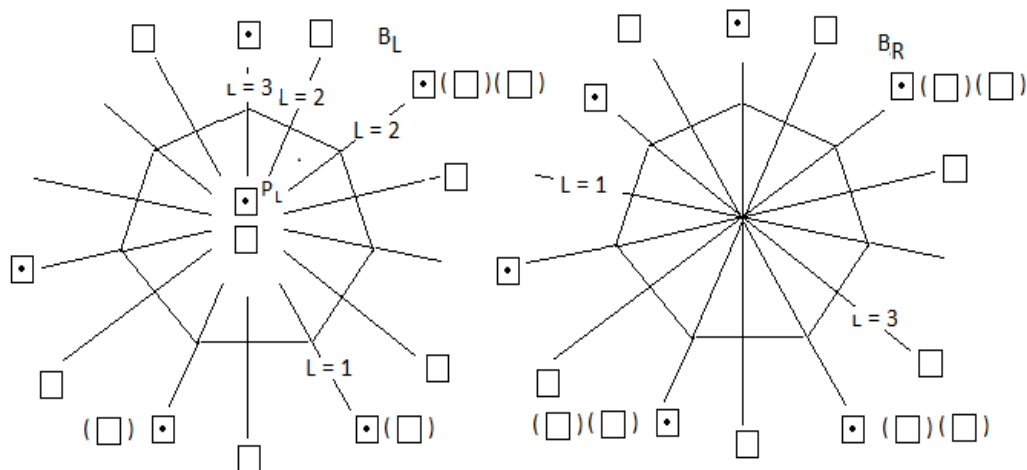 B_L
B_R
L = 3
L = 2
( ) ( )
( ) ( )
L = 2
P_L
L = 1
L = 3
L = 1
( )
( )
( ) ( )
( ) ( )